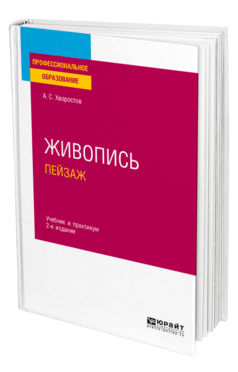 ПРОФЕССИОНАЛЬНОЕ
ОБРАЗОВАНИЕ
А. С. Хворостов
ЖИВОПИСЬ
ПЕЙЗАЖ
Учебник и практикум
2-е издание
юрайт